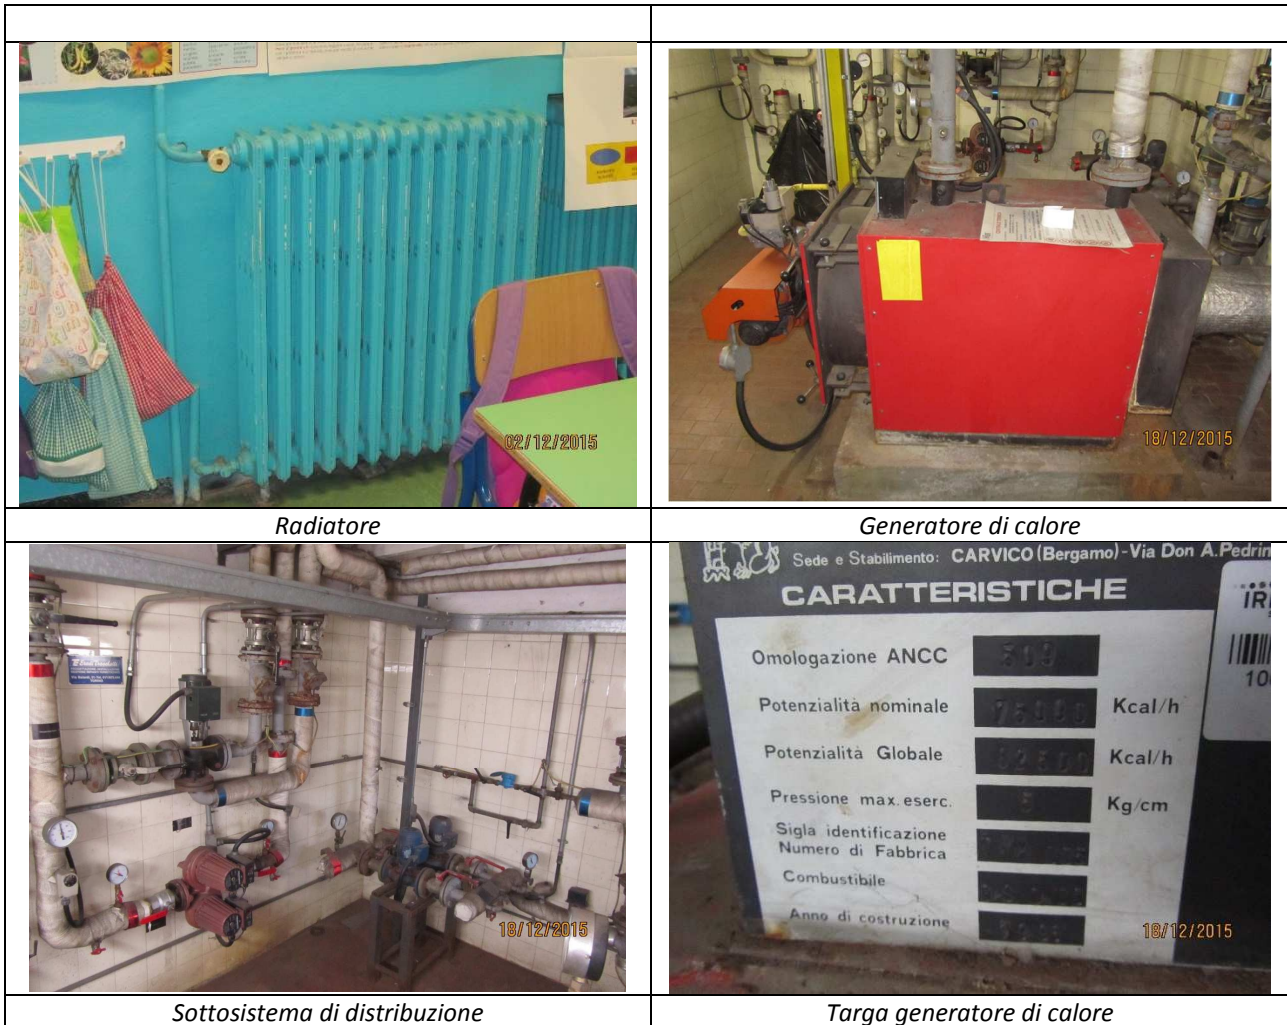 02/12/2015
18/12/2015
Radiatore
Generatore di calore
18/12/2015
Sede e Stabilimento: CARVICO (Bergamo)-Via Don A.Pedrin
CARATTERISTICHE
Omologazione ANCC
Potenzialità nominale 75000 Kcal/h
Potenzialità Globale Kcal/h
Pressione max. eserc. 5 Kg/cm
Sigla identificazione
Numero di Fabbrica
Combustibile
Anno di costruzione
18/12/2015
Sottosistema di distribuzione
Targa generatore di calore